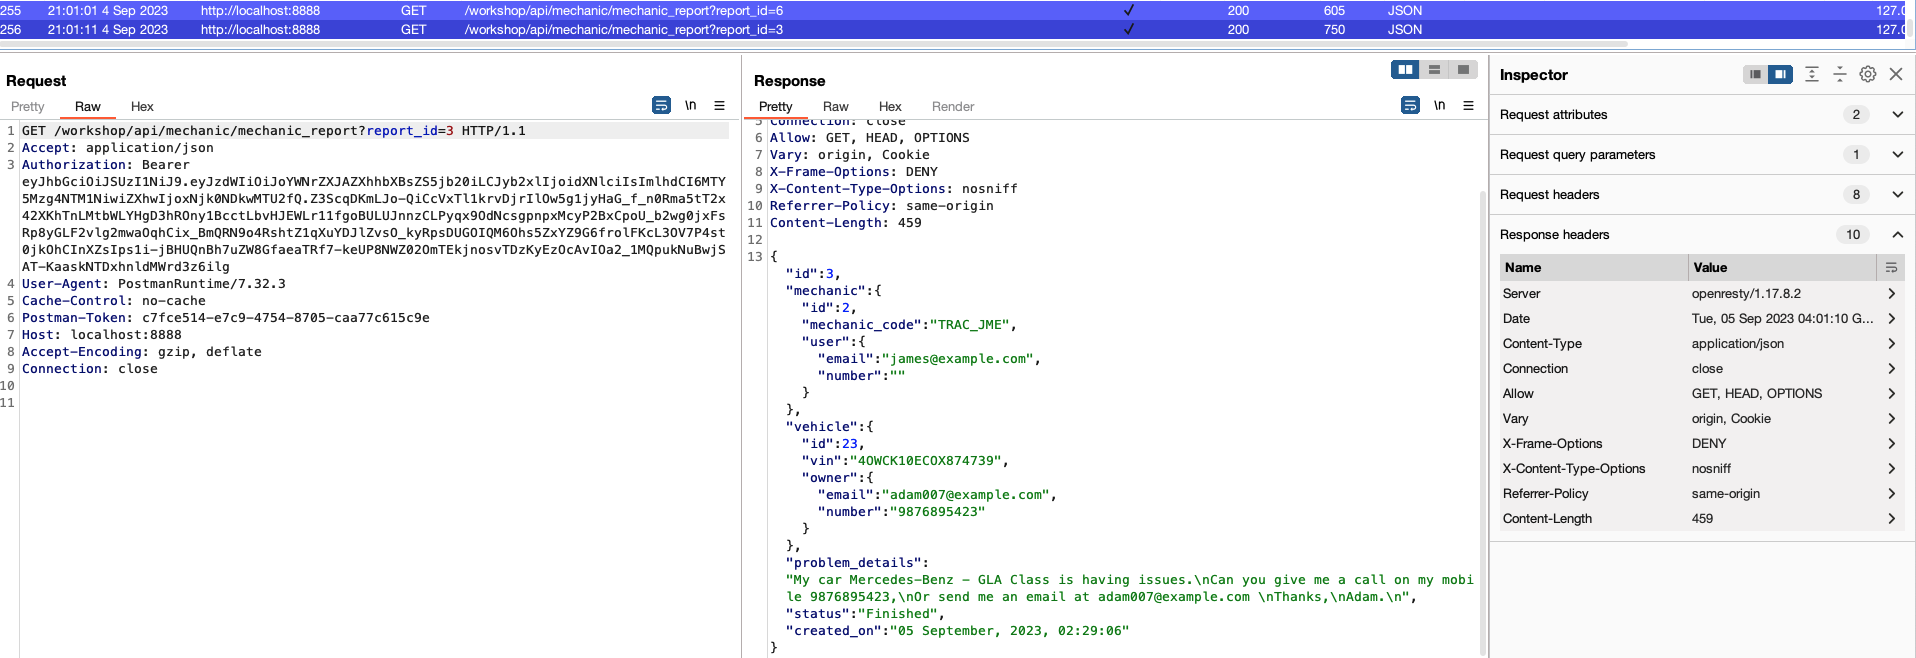 255 21:01:01 4 Sep 2023 http://localhost:8888 GET /workshop/api/mechanic/mechanic_report?report_id=6 ✓ 200 605 JSON 127.0
256 21:01:11 4 Sep 2023 http://localhost:8888 GET /workshop/api/mechanic/mechanic_report?report_id=3 ✓ 200 750 JSON 127.0
Request
Pretty Raw Hex
\n
1 GET /workshop/api/mechanic/mechanic_report?report_id=3 HTTP/1.1
2 Accept: application/json
3 Authorization: Bearer
eyJhbGciOiJSUzI1NiJ9.eyJzdWIiOiJoYWNrZXJAZXhhbXBsZS5jb20iLCJyb2xlIjoidXNlciIsImlhdCI6MTY
5Mzg4NTM1NiwiZXhwIjoxNjk0NDkwMTU2fQ.Z3ScqDKmLJo-QiCcVxTl1krvDjrIlOw5g1jyHaG_f_n0Rma5tT2x
42XKhTnLMtbWLYHgD3hROny1BcctLbvHJEWLr11fgoBULUJnnzCLPyqx9OdNcsgpnpxMcyP2BxCpoU_b2wg0jxFs
Rp8yGLF2vlg2mwaOqhCix_BmQRN9o4RshtZ1qXuYDJlZvsO_kyRpsDUGOIQM6Ohs5ZxYZ9G6frolFKcL3OV7P4st
0jkOhCInXZsIps1i-jBHUQnBh7uZW8GfaeaTRf7-keUP8NWZ02OmTEkjnosvTDzKyEzOcAvIOa2_1MQpukNuBwjS
AT-KaaskNTDxhnldMWrd3z6ilg
4 User-Agent: PostmanRuntime/7.32.3
5 Cache-Control: no-cache
6 Postman-Token: c7fce514-e7c9-4754-8705-caa77c615c9e
7 Host: localhost:8888
8 Accept-Encoding: gzip, deflate
9 Connection: close
10
11
Response
Pretty Raw Hex Render
\n
5 Connection: close
6 Allow: GET, HEAD, OPTIONS
7 Vary: origin, Cookie
8 X-Frame-Options: DENY
9 X-Content-Type-Options: nosniff
10 Referrer-Policy: same-origin
11 Content-Length: 459
12
13 {
"id":3,
"mechanic":{
"id":2,
"mechanic_code":"TRAC_JME",
"user":{
"email":"james@example.com",
"number":""
}
},
"vehicle":{
"id":23,
"vin":"4OWCK10ECOX874739",
"owner":{
"email":"adam007@example.com",
"number":"9876895423"
}
},
"problem_details":
"My car Mercedes-Benz - GLA Class is having issues.\nCan you give me a call on my mobi
le 9876895423,\nOr send me an email at adam007@example.com \nThanks,\nAdam.\n",
"status":"Finished",
"created_on":"05 September, 2023, 02:29:06"
}
Inspector
Request attributes 2
Request query parameters 1
Request headers 8
Response headers 10
Name Value
Server openresty/1.17.8.2
Date Tue, 05 Sep 2023 04:01:10 G...
Content-Type application/json
Connection close
Allow GET, HEAD, OPTIONS
Vary origin, Cookie
X-Frame-Options DENY
X-Content-Type-Options nosniff
Referrer-Policy same-origin
Content-Length 459